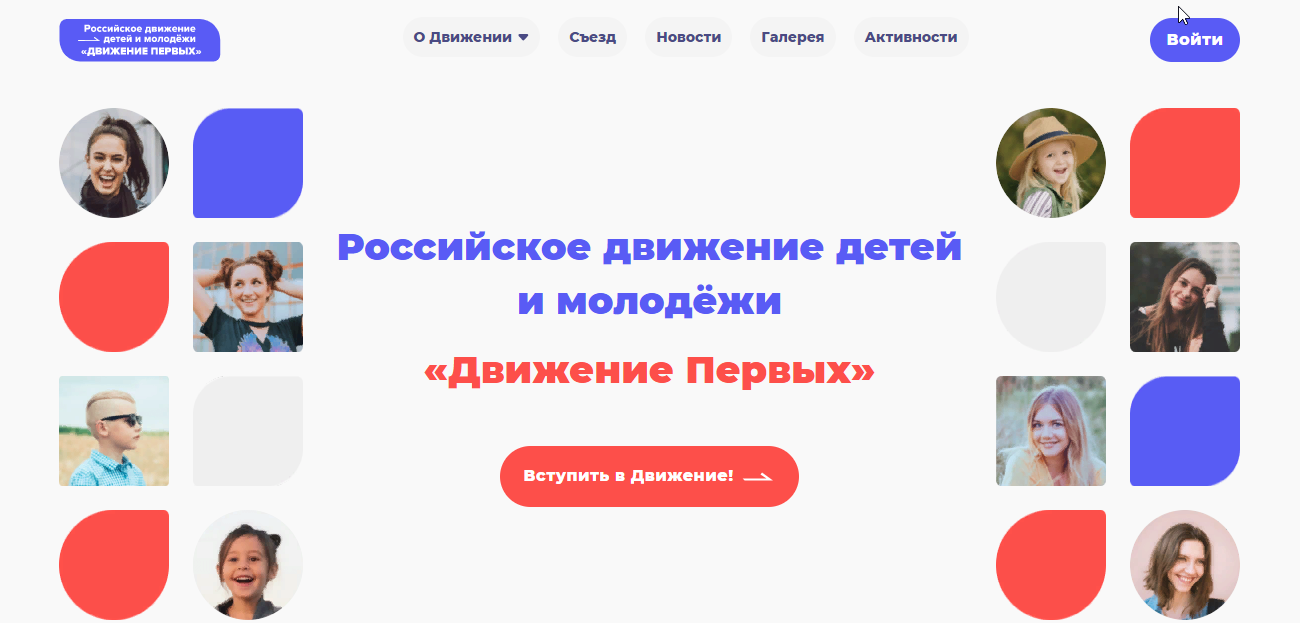 Российское движение
детей и молодёжи
«ДВИЖЕНИЕ ПЕРВЫХ»
О Движении
Съезд
Новости
Галерея
Активности
Войти
Российское движение детей
и молодёжи
«Движение Первых»
Вступить в Движение!